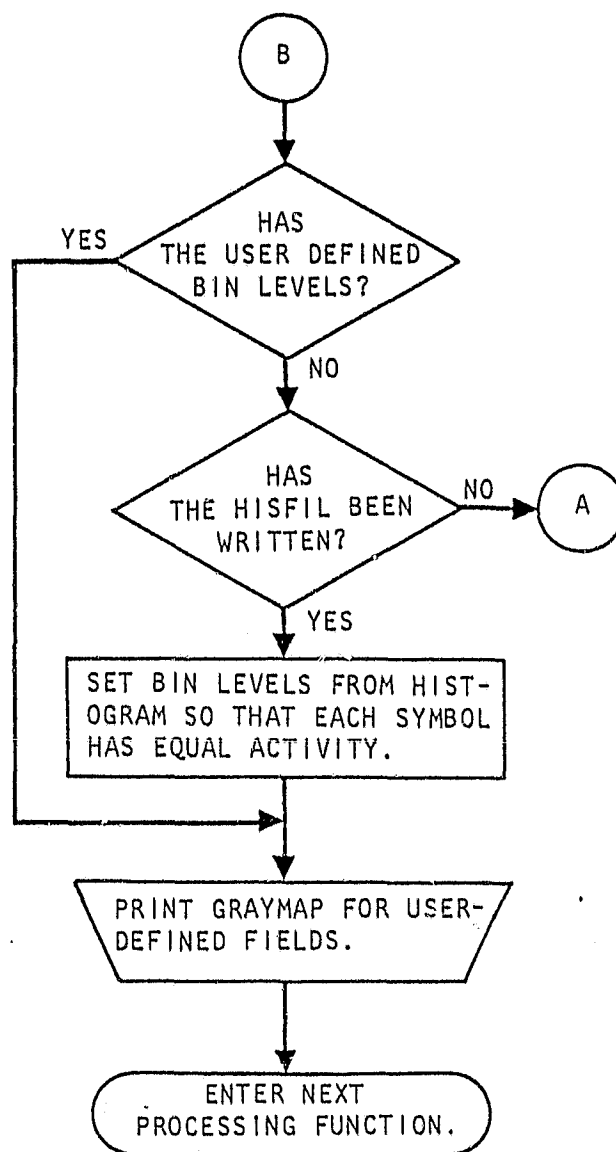 B
HAS
THE USER DEFINED
BIN LEVELS?
YES
NO
HAS
THE HISFIL BEEN
WRITTEN?
NO
A
YES
SET BIN LEVELS FROM HIST-
OGRAM SO THAT EACH SYMBOL
HAS EQUAL ACTIVITY.
PRINT GRAYMAP FOR USER-
DEFINED FIELDS.
ENTER NEXT
PROCESSING FUNCTION.